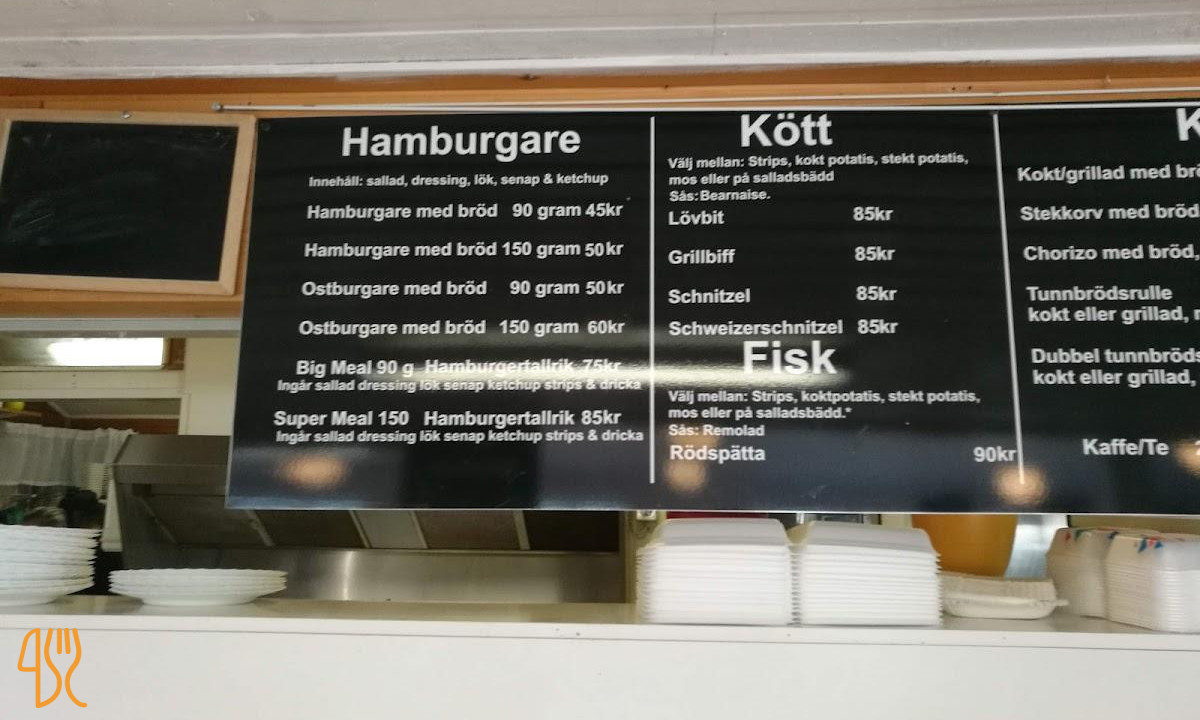 Hamburgare
Innehåll: sallad, dressing, lök, senap & ketchup
Hamburgare med bröd 90 gram 45kr
Hamburgare med bröd 150 gram 50kr
Ostburgare med bröd 90 gram 50kr
Ostburgare med bröd 150 gram 60kr
Big Meal 90 g Hamburgertallrik 75kr
Ingår sallad dressing lök senap ketchup strips & dricka
Super Meal 150 Hamburgertallrik 85kr
Ingår sallad dressing lök senap ketchup strips & dricka
Kött
Välj mellan: Strips, kokt potatis, stekt potatis,
mos eller på salladsbädd
Sås:Bearnaise.
Lövbit 85kr
Grillbiff 85kr
Schnitzel 85kr
Schweizerschnitzel 85kr
Fisk
Välj mellan: Strips, koktpotatis, stekt potatis,
mos eller på salladsbädd.*
Sås: Remolad
Rödspätta 90kr
K
Kokt/grillad med brö
Stekkorv med bröd
Chorizo med bröd,
Tunnbrödsrulle
kokt eller grillad,
Dubbel tunnbröds
kokt eller grillad,
Kaffe/Te